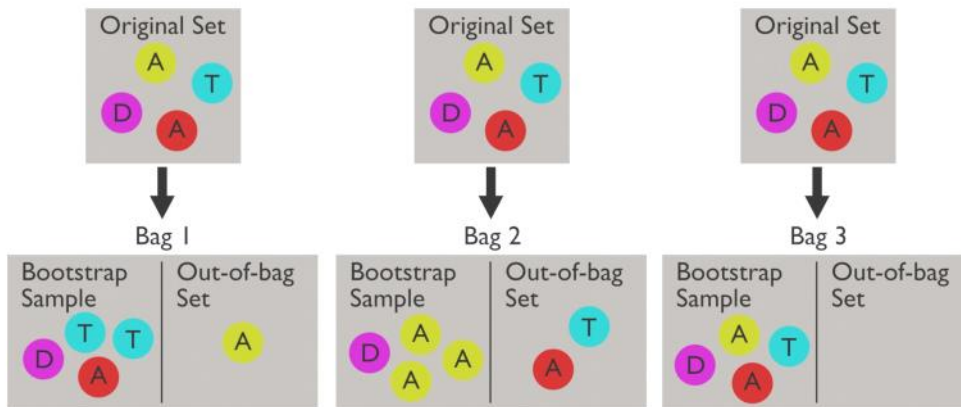 Original Set
A
T
D
A
Original Set
A
T
D
A
Original Set
A
T
D
A
Bag 1
Bootstrap
Sample
T
T
D
A
Out-of-bag
Set
A
Bag 2
Bootstrap
Sample
A
D
A
A
Out-of-bag
Set
T
A
Bag 3
Bootstrap
Sample
A
T
D
A
Out-of-bag
Set